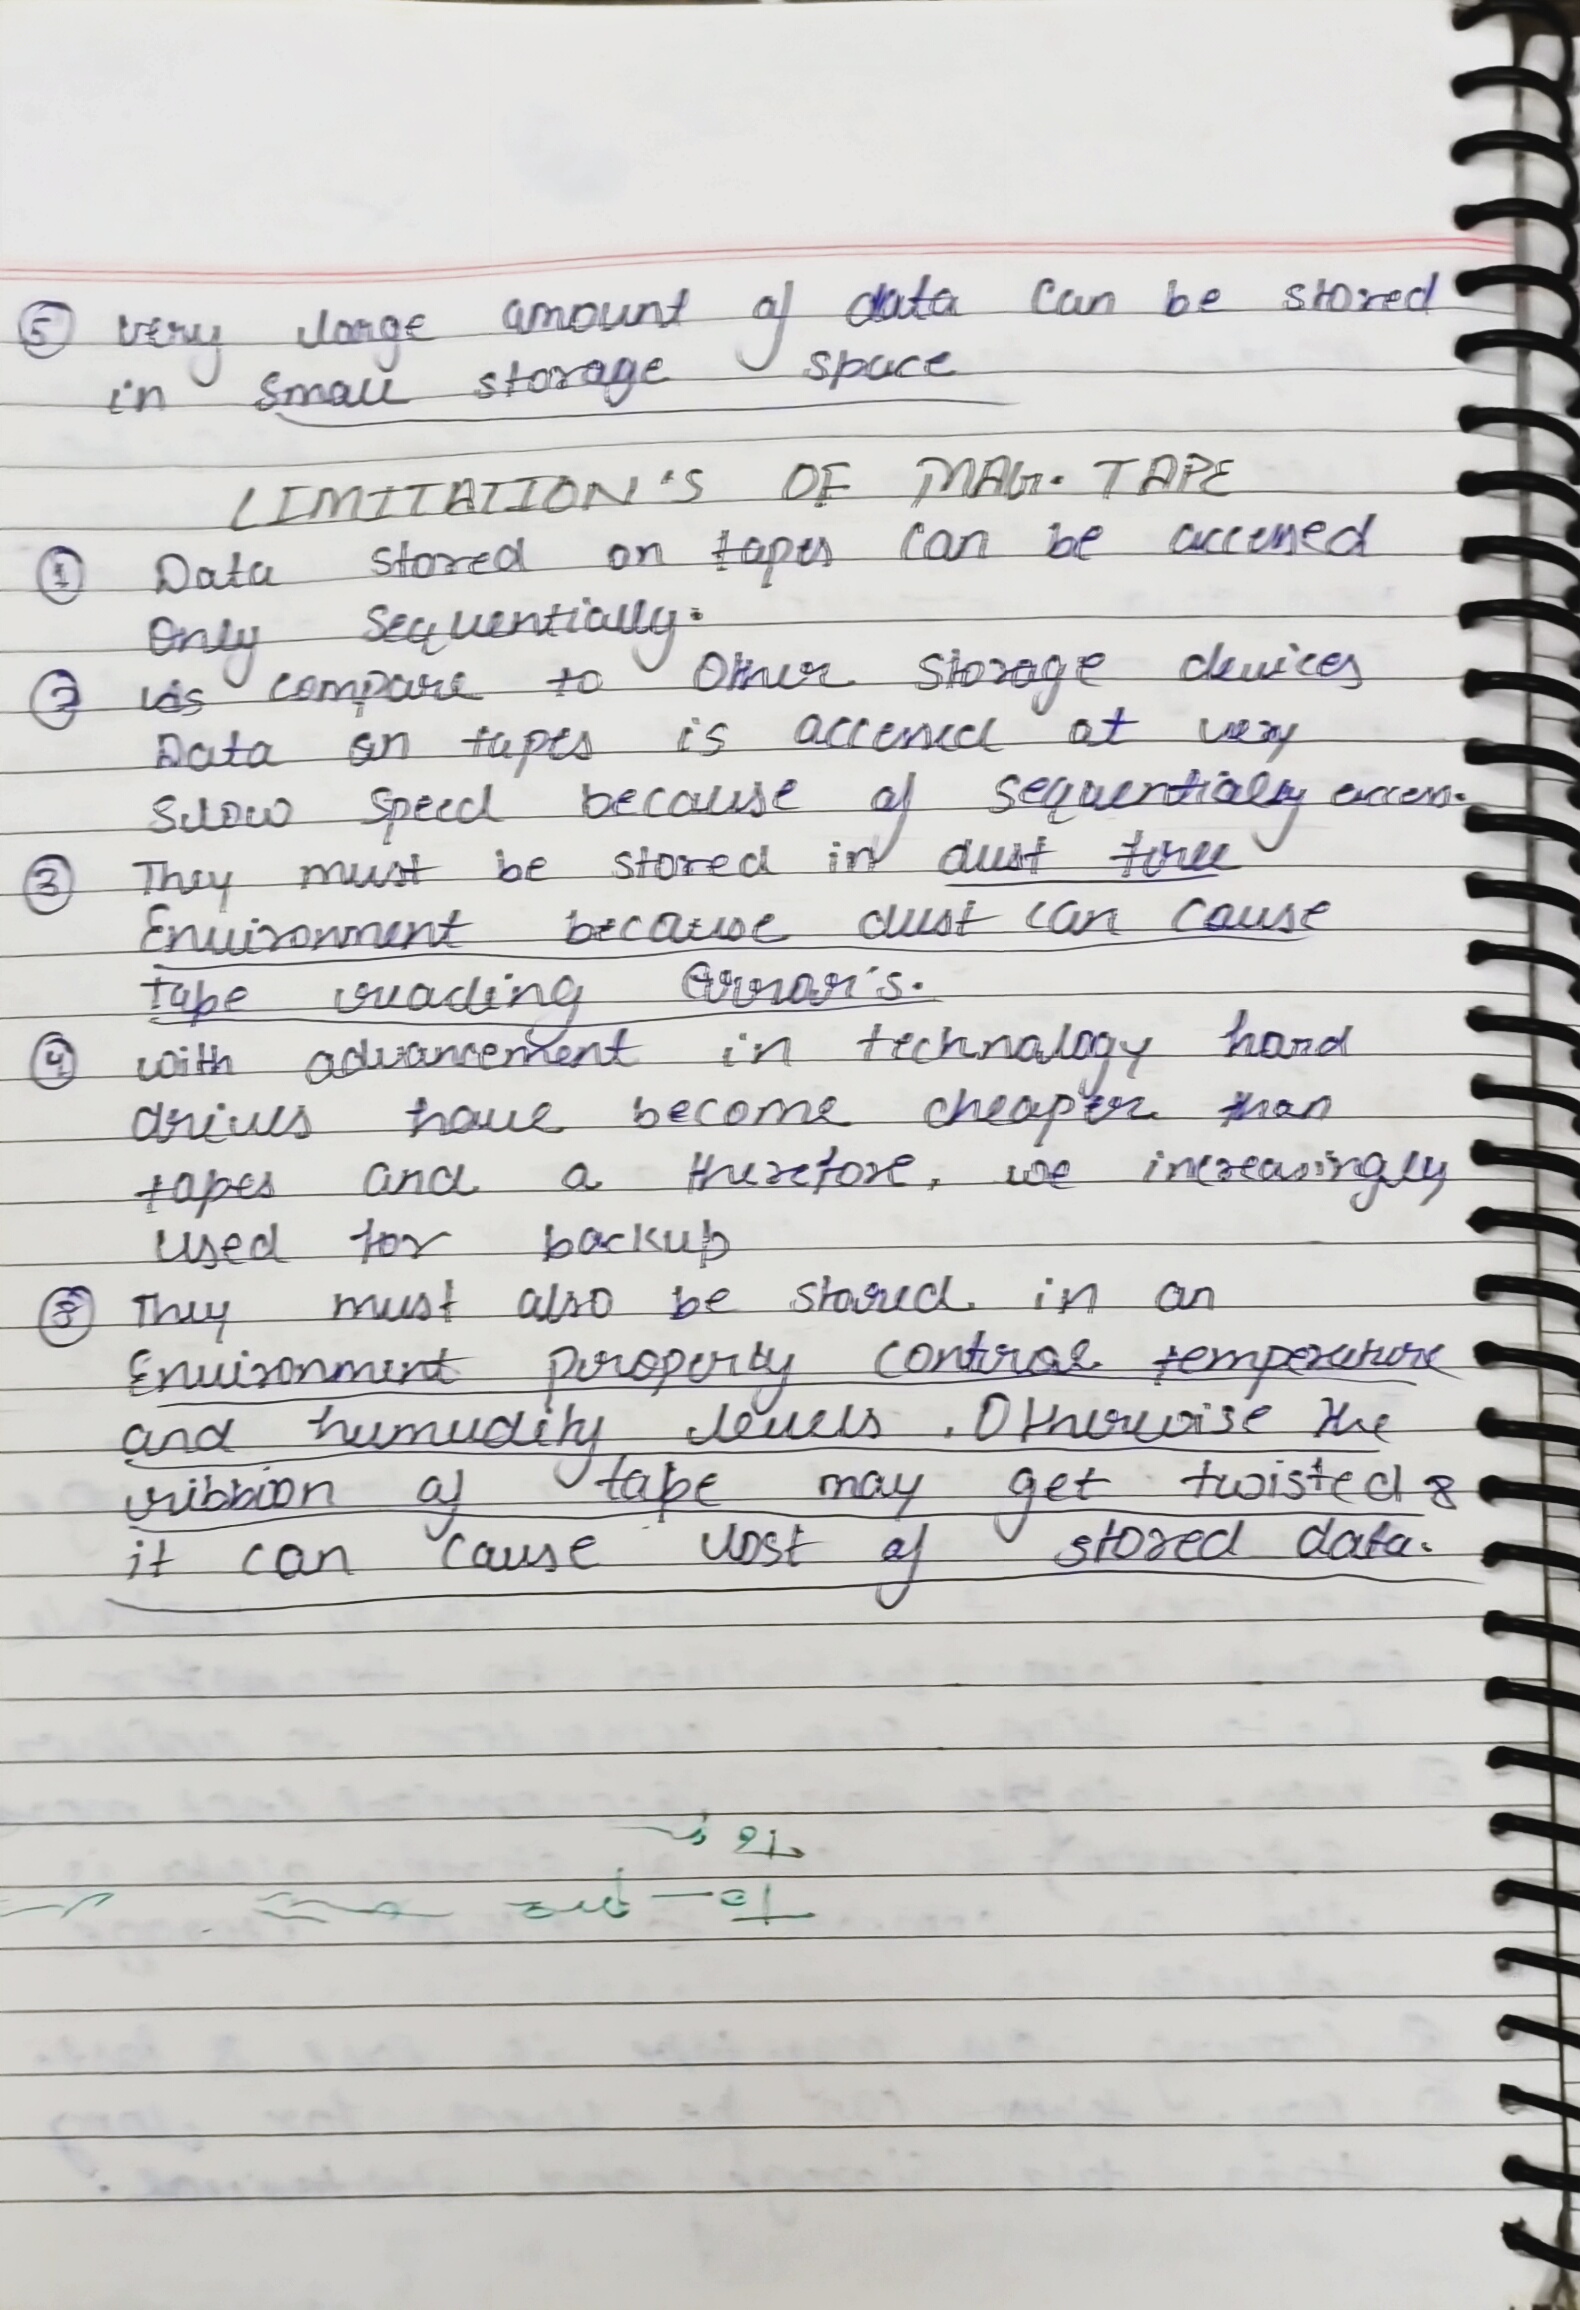 ⑤ Very large amount of data can be stored
in small storage space
LIMITATION'S OF MAG. TAPE
① Data stored on tapes can be accessed
Only Sequentially.
② As compare to Other Storage devices
Data on tapes is accessed at very
Slow Speed because of Sequentially access.
③ They must be stored in dust free
Environment because dust can cause
tape reading Error's.
④ with advancement in technology hard
drives have become cheaper than
tapes and a therefore, we increasingly
used for backup
⑤ They must also be stored in an
Environment properly control temperature
and humudity levels. Otherwise the
ribbion of tape may get twisted &
it can cause lost of stored data.